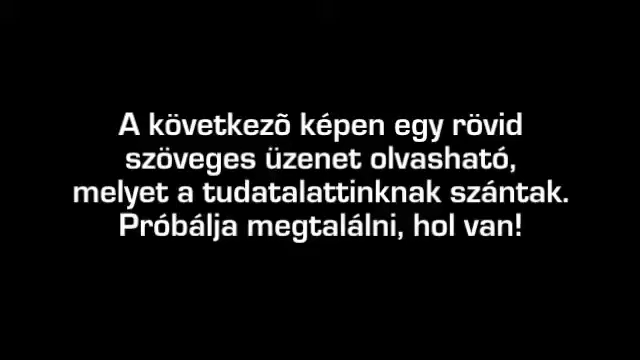 A következõ képen egy rövid
szöveges üzenet olvasható,
melyet a tudatalattinknak szántak.
Próbálja megtalálni, hol van!